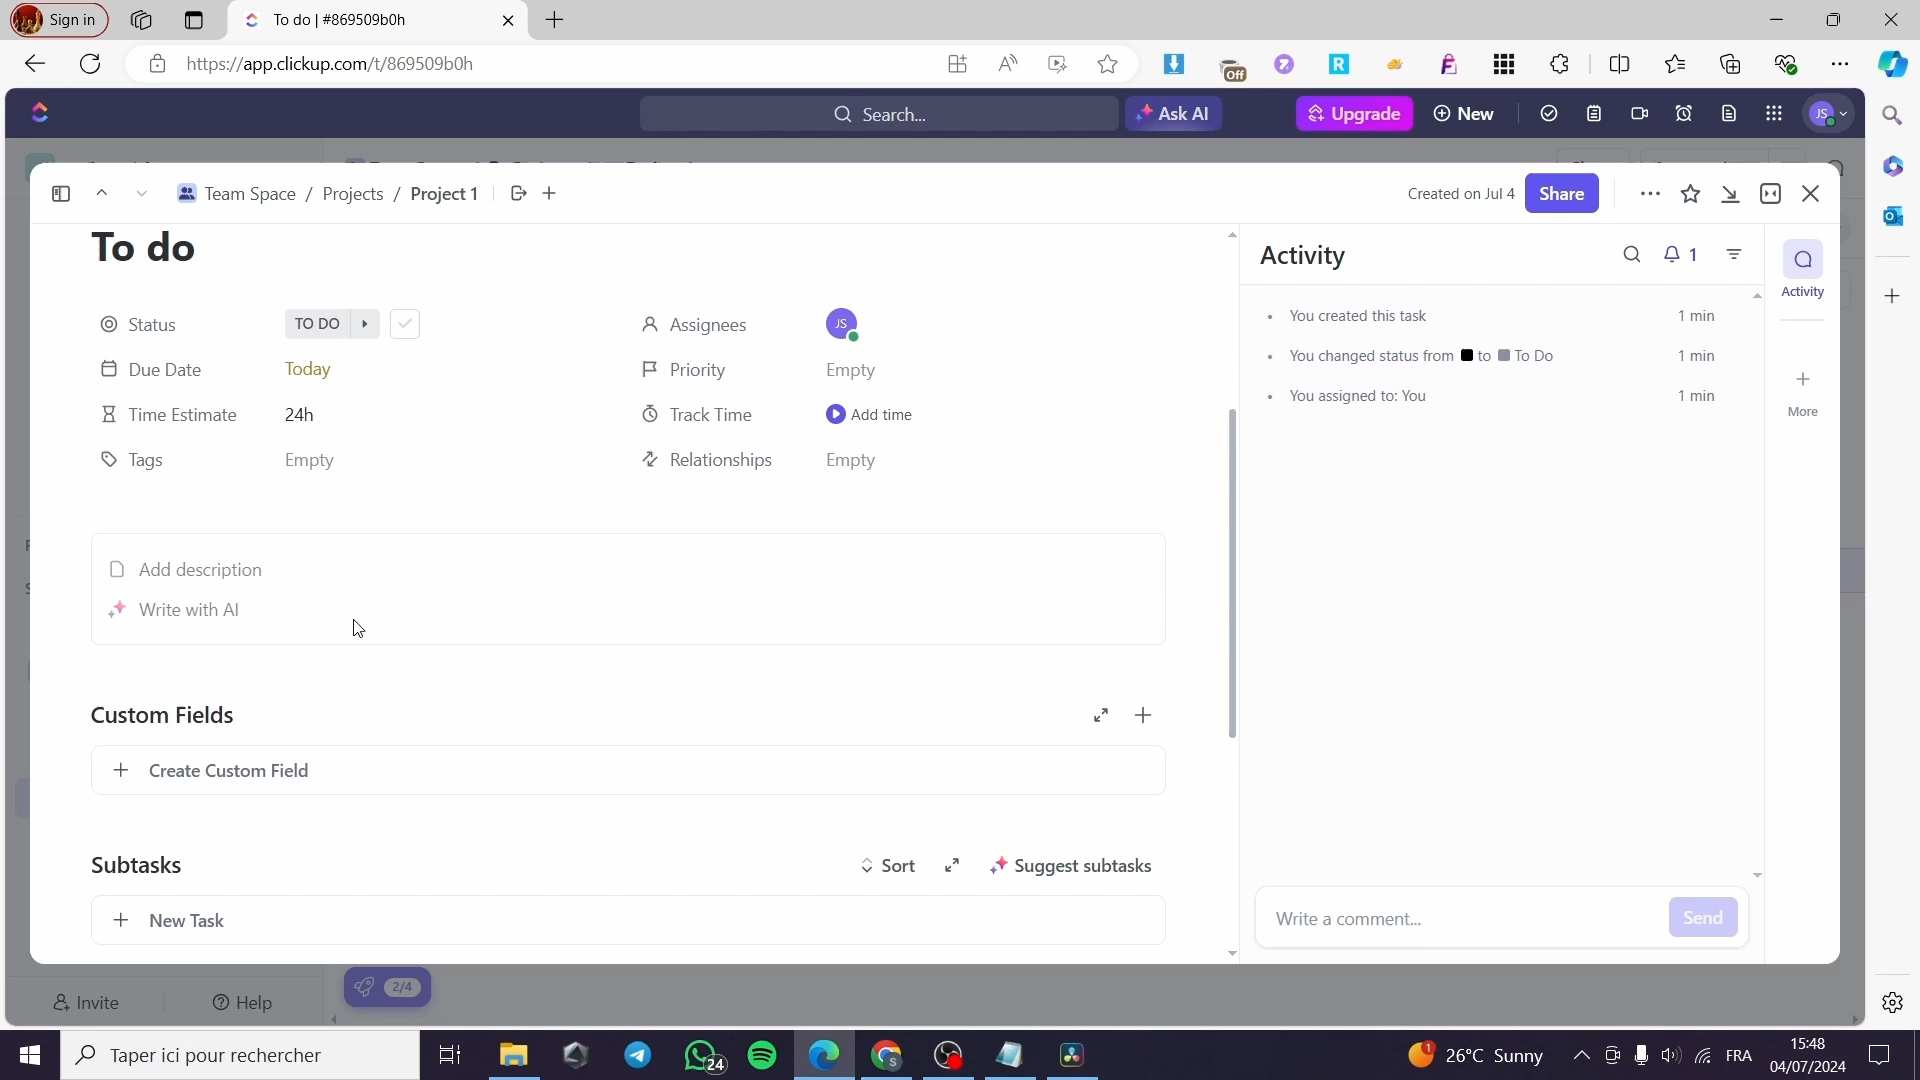 Sign in
To do | #869509b0h
https://app.clickup.com/t/869509b0h
Off
Search...
Ask AI
Upgrade
New
JS
Team Space / Projects / Project 1
Created on Jul 4
Share
To do
Status
TO DO
Assignees
JS
Due Date
Today
Priority
Empty
Time Estimate
24h
Track Time
Add time
Tags
Empty
Relationships
Empty
Add description
Write with AI
Custom Fields
Create Custom Field
Subtasks
Sort
Suggest subtasks
New Task
Activity
1
You created this task
1 min
You changed status from to To Do
1 min
You assigned to: You
1 min
Write a comment...
Send
Activity
More
Invite
Help
2/4
Taper ici pour rechercher
24
1
26°C Sunny
FRA
15:48
04/07/2024